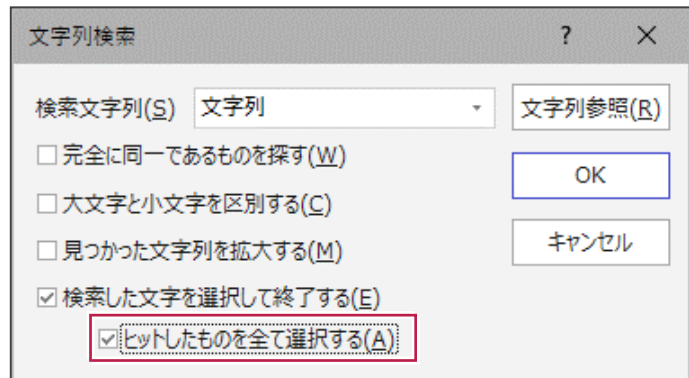 文字列検索 ? ×
検索文字列(S) 文字列 文字列参照(R)
完全に同一であるものを探す(W)
OK
大文字と小文字を区別する(C)
見つかった文字列を拡大する(M)
キャンセル
検索した文字を選択して終了する(E)
ヒットしたものを全て選択する(A)